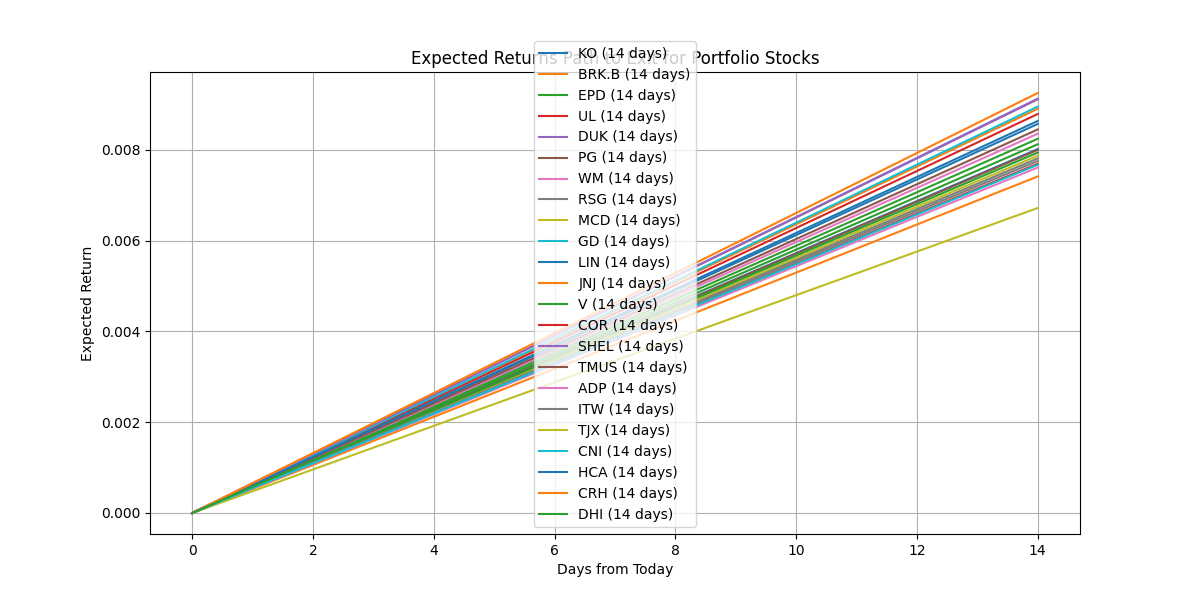 Expected Returns Path to Exit for Portfolio Stocks
KO (14 days)
BRK.B (14 days)
EPD (14 days)
UL (14 days)
DUK (14 days)
PG (14 days)
WM (14 days)
RSG (14 days)
MCD (14 days)
GD (14 days)
LIN (14 days)
JNJ (14 days)
V (14 days)
COR (14 days)
SHEL (14 days)
TMUS (14 days)
ADP (14 days)
ITW (14 days)
TJX (14 days)
CNI (14 days)
HCA (14 days)
CRH (14 days)
DHI (14 days)
Expected Return
0.008
0.006
0.004
0.002
0.000
0 2 4 6 8 10 12 14
Days from Today